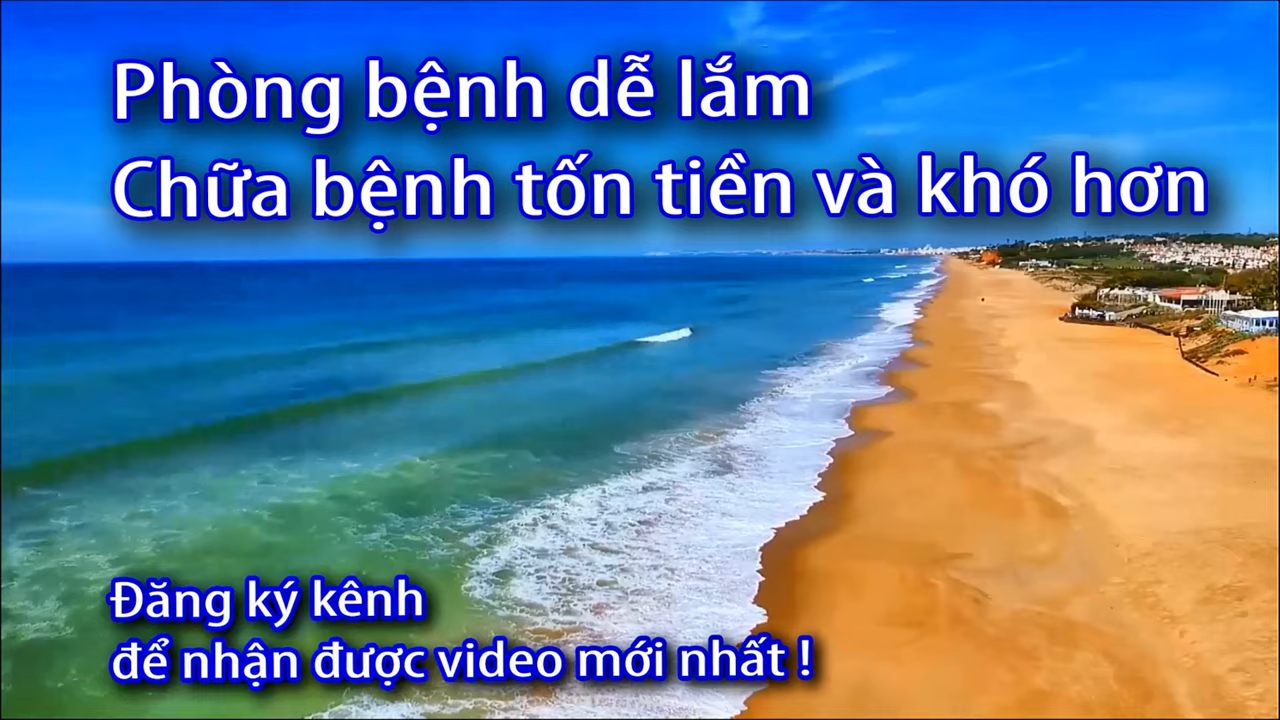 Phòng bệnh dễ lắm
Chữa bệnh tốn tiền và khó hơn
Đăng ký kênh
để nhận được video mới nhất !